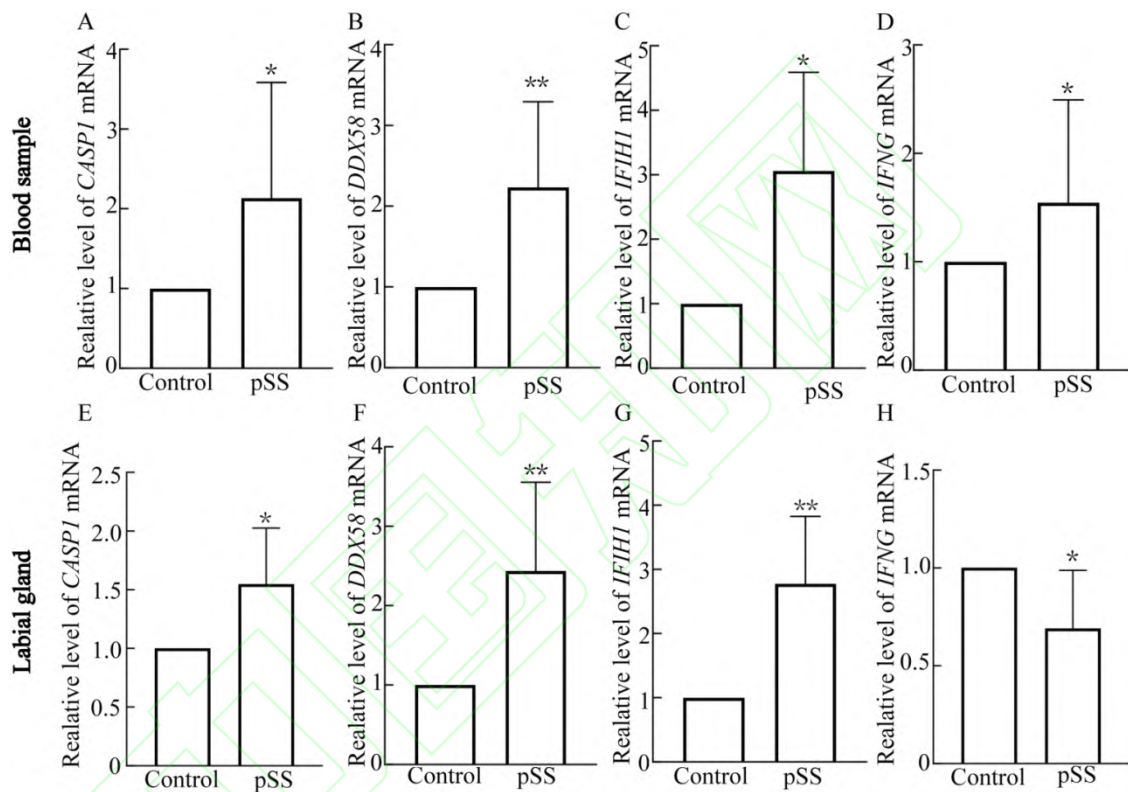 A
Realative level of CASP1 mRNA
4
3
2
1
0
*
Control
pSS
B
Realative level of DDX58 mRNA
4
3
2
1
0
**
Control
pSS
C
Realative level of IFIH1 mRNA
5
4
3
2
1
0
*
Control
pSS
D
Realative level of IFNG mRNA
3
2
1
0
*
Control
pSS
Blood sample
E
Realative level of CASP1 mRNA
2.5
2.0
1.5
1.0
0.5
0
*
Control
pSS
F
Realative level of DDX58 mRNA
4
3
2
1
0
**
Control
pSS
G
Realative level of IFIH1 mRNA
5
4
3
2
1
0
**
Control
pSS
H
Realative level of IFNG mRNA
1.5
1.0
0.5
0
*
Control
pSS
Labial gland